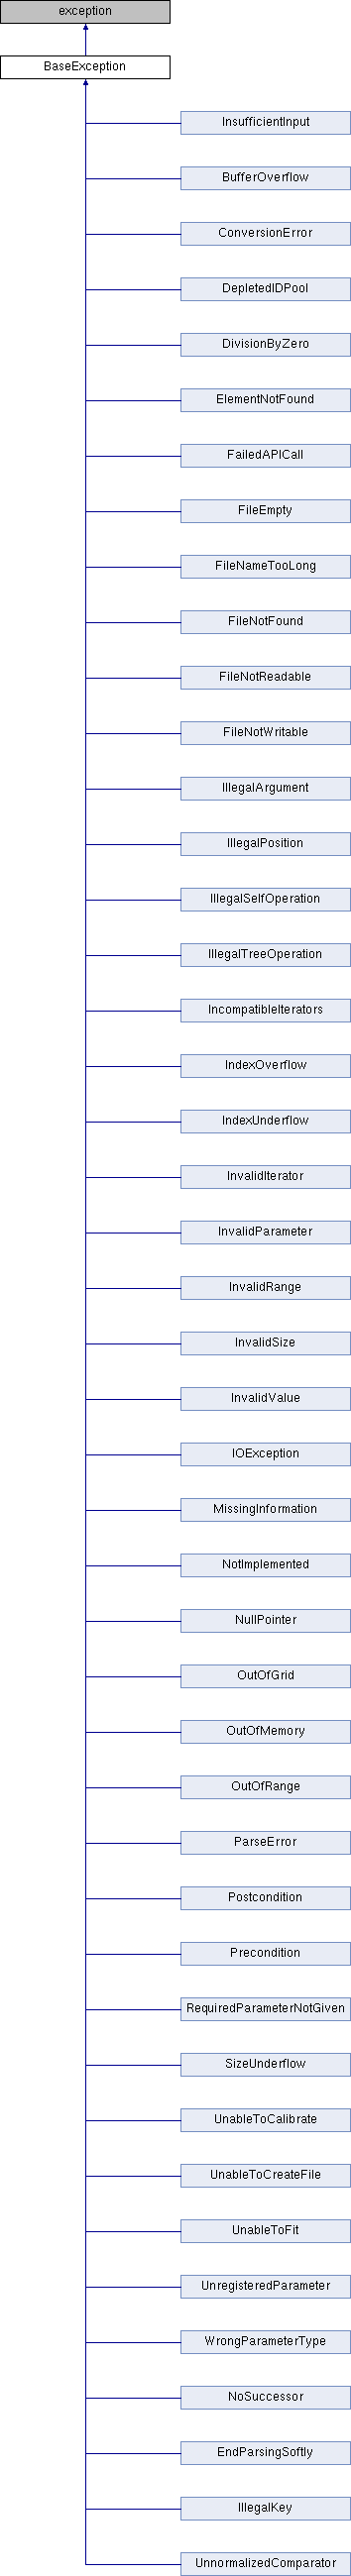 exception
BaseException
InsufficientInput
BufferOverflow
ConversionError
DepletedIDPool
DivisionByZero
ElementNotFound
FailedAPICall
FileEmpty
FileNameTooLong
FileNotFound
FileNotReadable
FileNotWritable
IllegalArgument
IllegalPosition
IllegalSelfOperation
IllegalTreeOperation
IncompatibleIterators
IndexOverflow
IndexUnderflow
InvalidIterator
InvalidParameter
InvalidRange
InvalidSize
InvalidValue
IOException
MissingInformation
NotImplemented
NullPointer
OutOfGrid
OutOfMemory
OutOfRange
ParseError
Postcondition
Precondition
RequiredParameterNotGiven
SizeUnderflow
UnableToCalibrate
UnableToCreateFile
UnableToFit
UnregisteredParameter
WrongParameterType
NoSuccessor
EndParsingSoftly
IllegalKey
UnnormalizedComparator